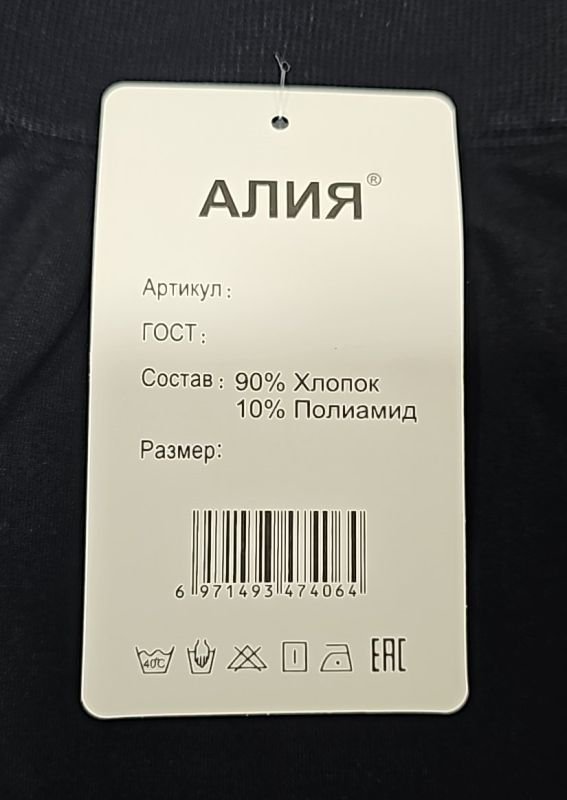 АЛИЯ®
Артикул:
ГОСТ:
Состав: 90% Хлопок
10% Полиамид
Размер:
6 971493 474064
40°C
EAC